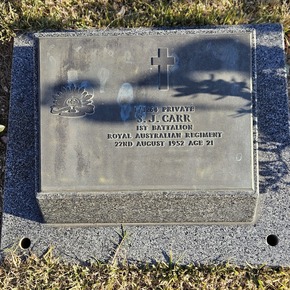 PRIVATE
S. J. CARR
1ST BATTALION
ROYAL AUSTRALIAN REGIMENT
22ND AUGUST 1952 AGE 21